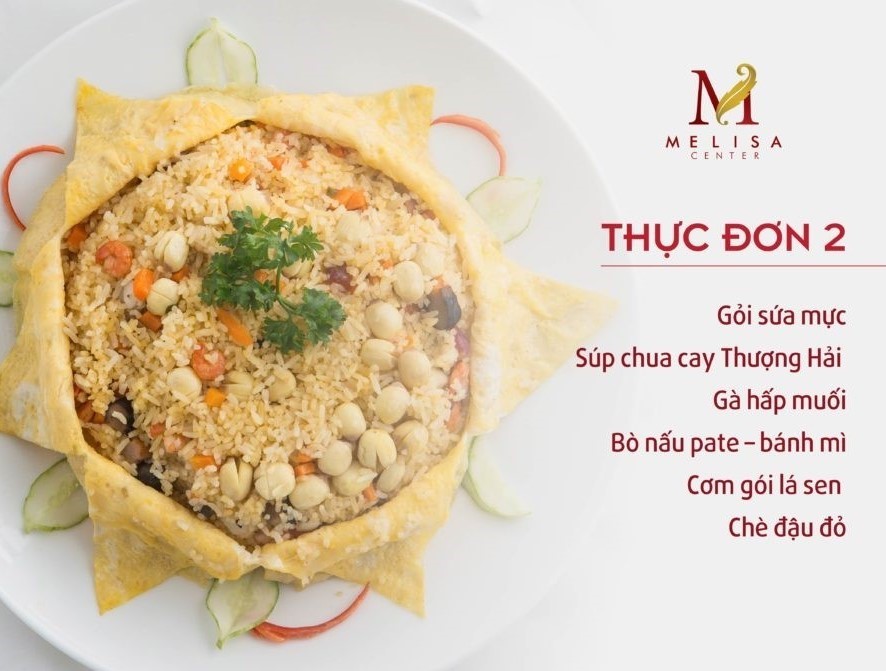 MELISA
CENTER
THỰC ĐƠN 2
Gỏi sứa mực
Súp chua cay Thượng Hải
Gà hấp muối
Bò nấu pate – bánh mì
Cơm gói lá sen
Chè đậu đỏ